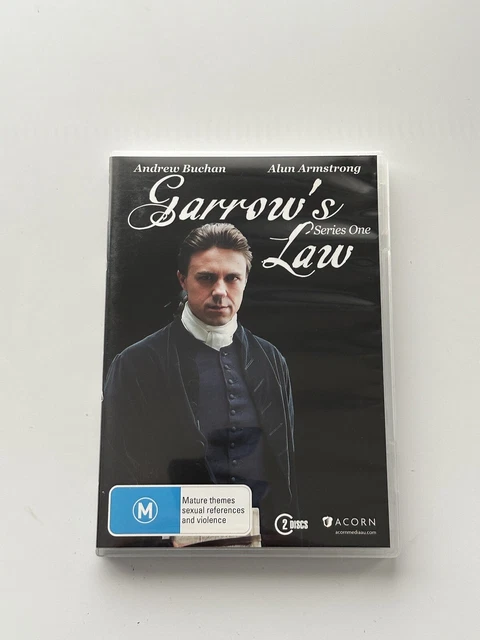 Andrew Buchan Alun Armstrong
Garrow's
Series One
Law
M
Mature themes
sexual references
and violence
2 DISCS
ACORN
acornmediaau.com